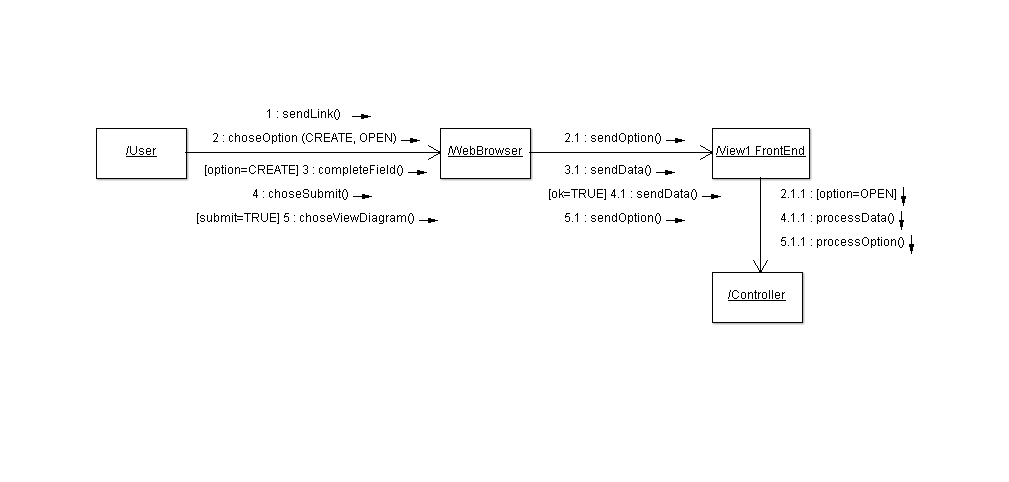 1 : sendLink()
2 : choseOption (CREATE, OPEN)
2.1 : sendOption()
/User
/WebBrowser
/View1 FrontEnd
[option=CREATE] 3 : completeField()
3.1 : sendData()
4 : choseSubmit()
[ok=TRUE] 4.1 : sendData()
2.1.1 : [option=OPEN]
[submit=TRUE] 5 : choseViewDiagram()
5.1 : sendOption()
4.1.1 : processData()
5.1.1 : processOption()
/Controller